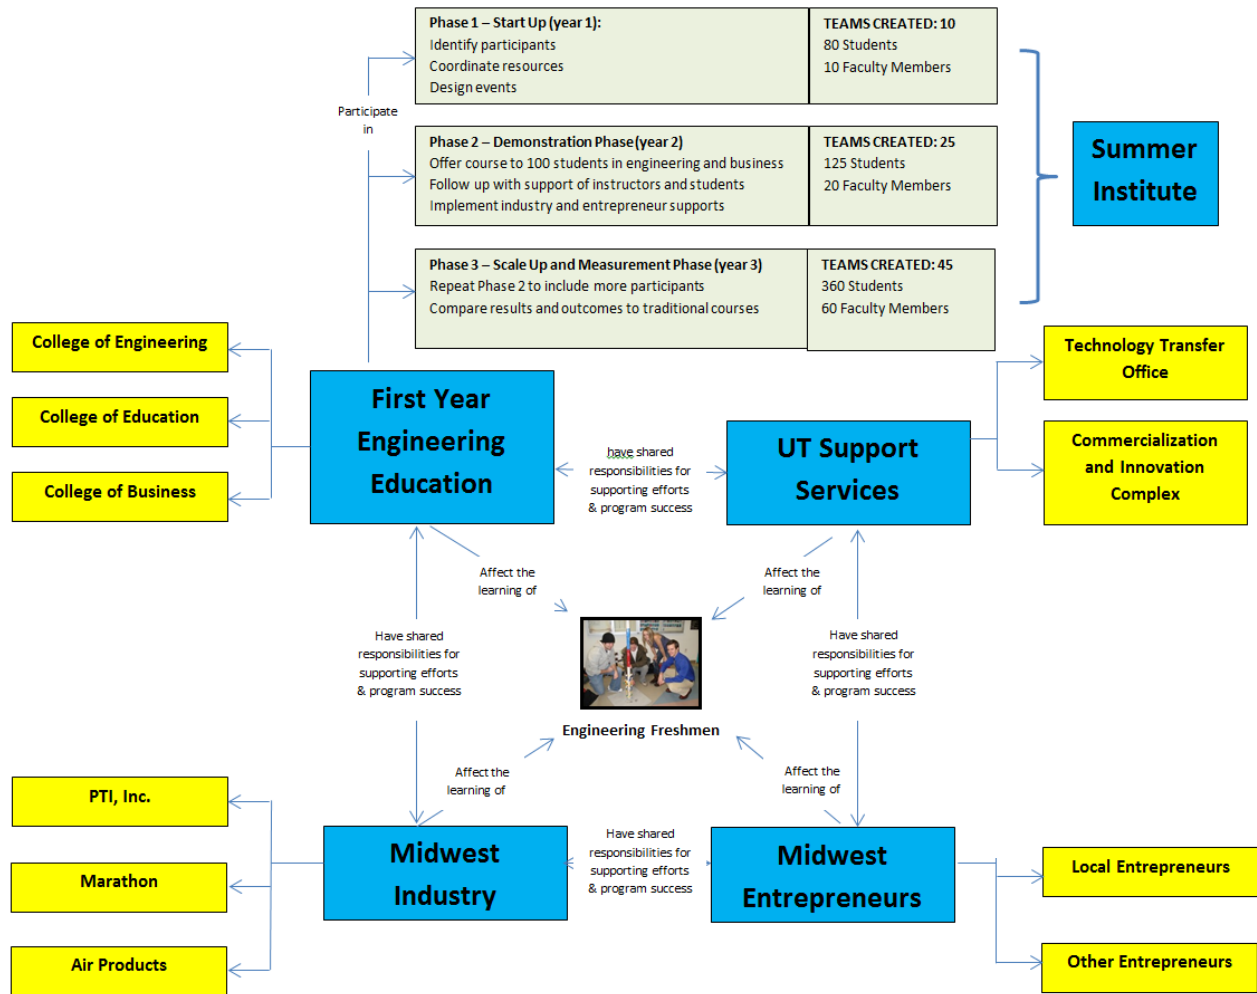 Phase 1 – Start Up (year 1):
Identify participants
Coordinate resources
Design events
TEAMS CREATED: 10
80 Students
10 Faculty Members
Participate
in
Phase 2 – Demonstration Phase (year 2)
Offer course to 100 students in engineering and business
Follow up with support of instructors and students
Implement industry and entrepreneur supports
TEAMS CREATED: 25
125 Students
20 Faculty Members
Summer
Institute
Phase 3 – Scale Up and Measurement Phase (year 3)
Repeat Phase 2 to include more participants
Compare results and outcomes to traditional courses
TEAMS CREATED: 45
360 Students
60 Faculty Members
College of Engineering
College of Education
College of Business
First Year
Engineering
Education
have shared
responsibilities for
supporting efforts
& program success
UT Support
Services
Technology Transfer
Office
Commercialization
and Innovation
Complex
Affect the
learning of
Affect the
learning of
Have shared
responsibilities for
supporting efforts
& program success
Have shared
responsibilities for
supporting efforts
& program success
Engineering Freshmen
Affect the
learning of
Affect the
learning of
PTI, Inc.
Marathon
Air Products
Midwest
Industry
Have shared
responsibilities for
supporting efforts
& program success
Midwest
Entrepreneurs
Local Entrepreneurs
Other Entrepreneurs